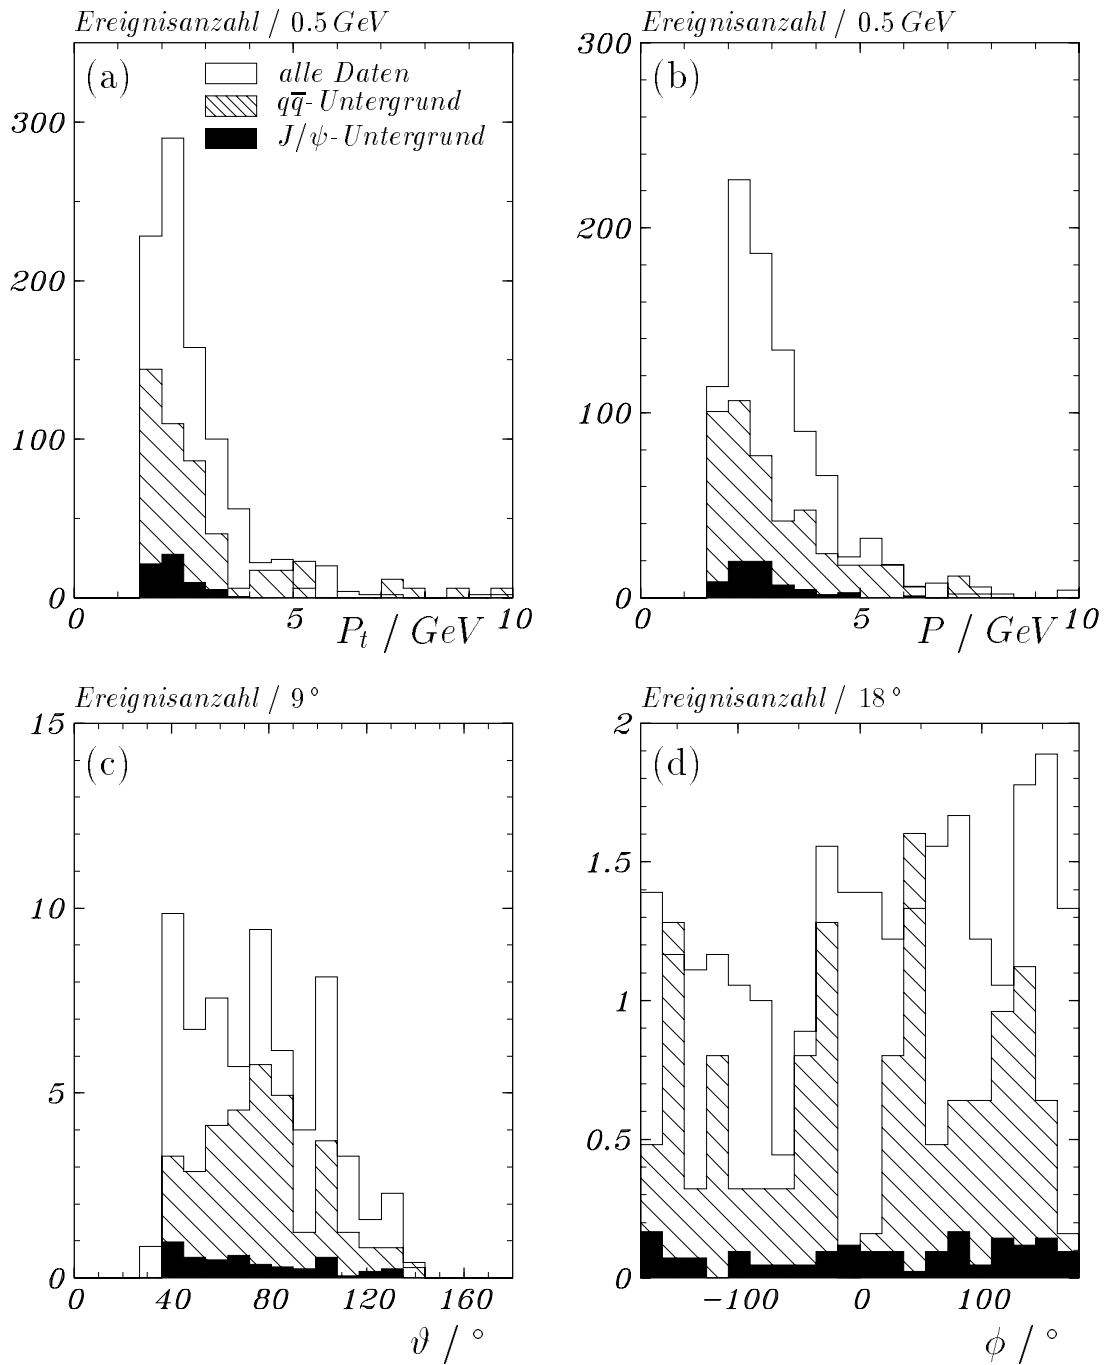 Ereignisanzahl / 0.5 GeV
(a)
alle Daten
qq̅-Untergrund
J/ψ-Untergrund
300
200
100
0
0 5 10
P_t / GeV
Ereignisanzahl / 0.5 GeV
(b)
300
200
100
0
0 5 10
P / GeV
Ereignisanzahl / 9°
(c)
15
10
5
0
0 40 80 120 160
ϑ / °
Ereignisanzahl / 18°
(d)
2
1.5
1
0.5
0
-100 0 100
ϕ / °